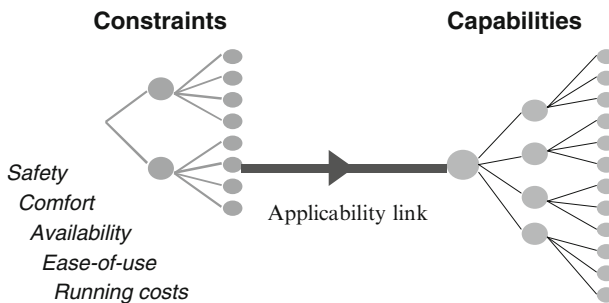 Constraints
Capabilities
Safety
Comfort
Availability
Ease-of-use
Running costs
Applicability link